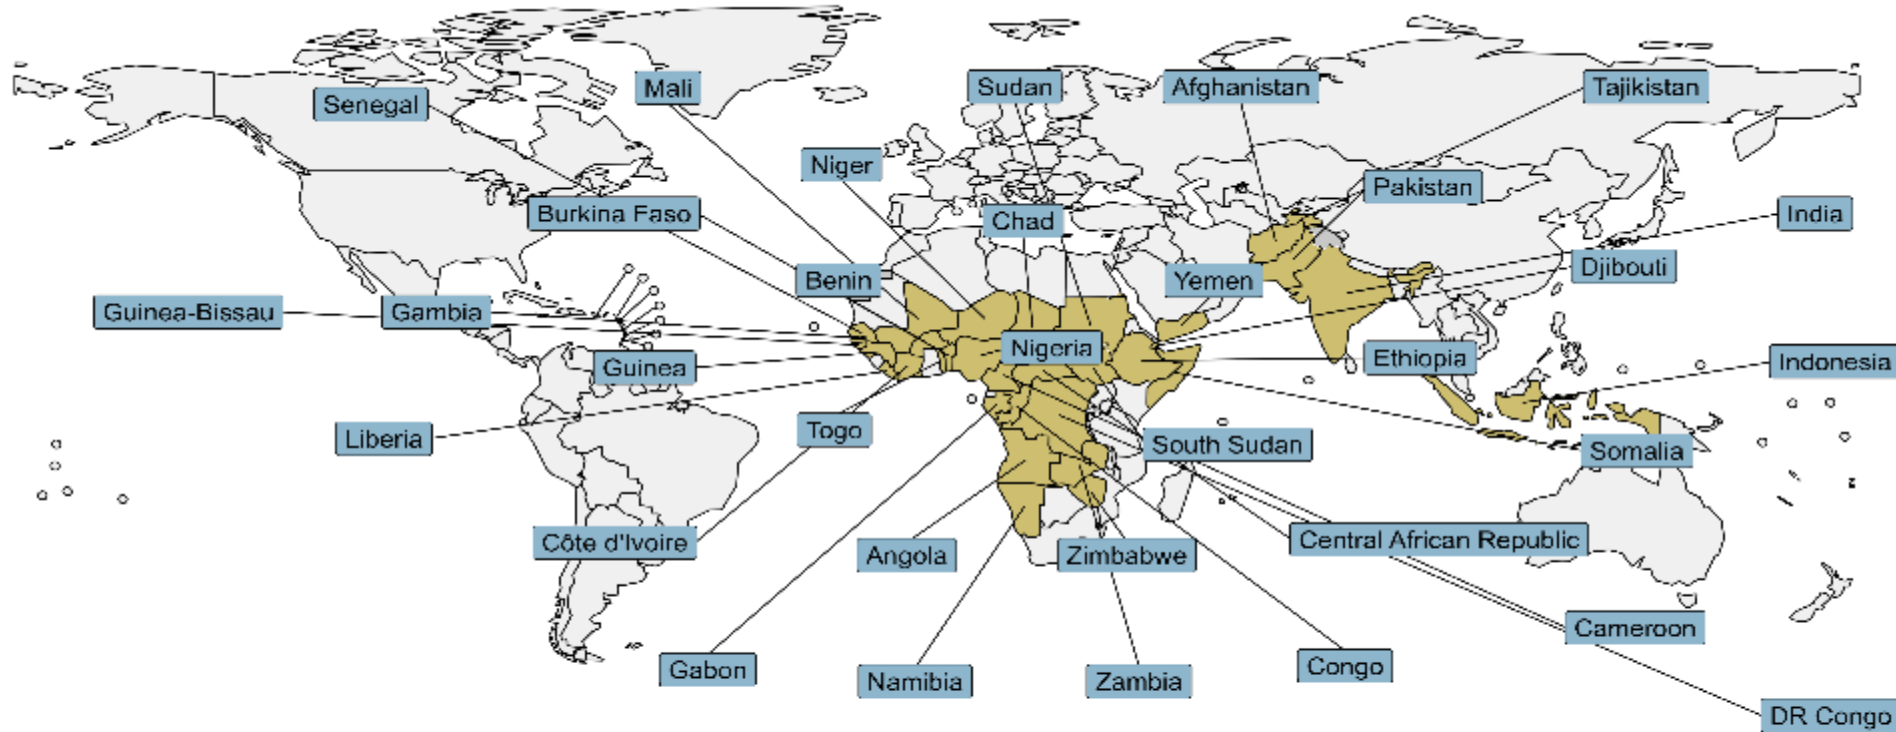 Mali
Sudan
Afghanistan
Tajikistan
Senegal
Niger
Pakistan
Burkina Faso
Chad
India
Benin
Yemen
Djibouti
Guinea-Bissau
Gambia
Nigeria
Guinea
Ethiopia
Indonesia
Liberia
Togo
South Sudan
Somalia
Côte d'Ivoire
Angola
Zimbabwe
Central African Republic
Cameroon
Gabon
Namibia
Zambia
Congo
DR Congo